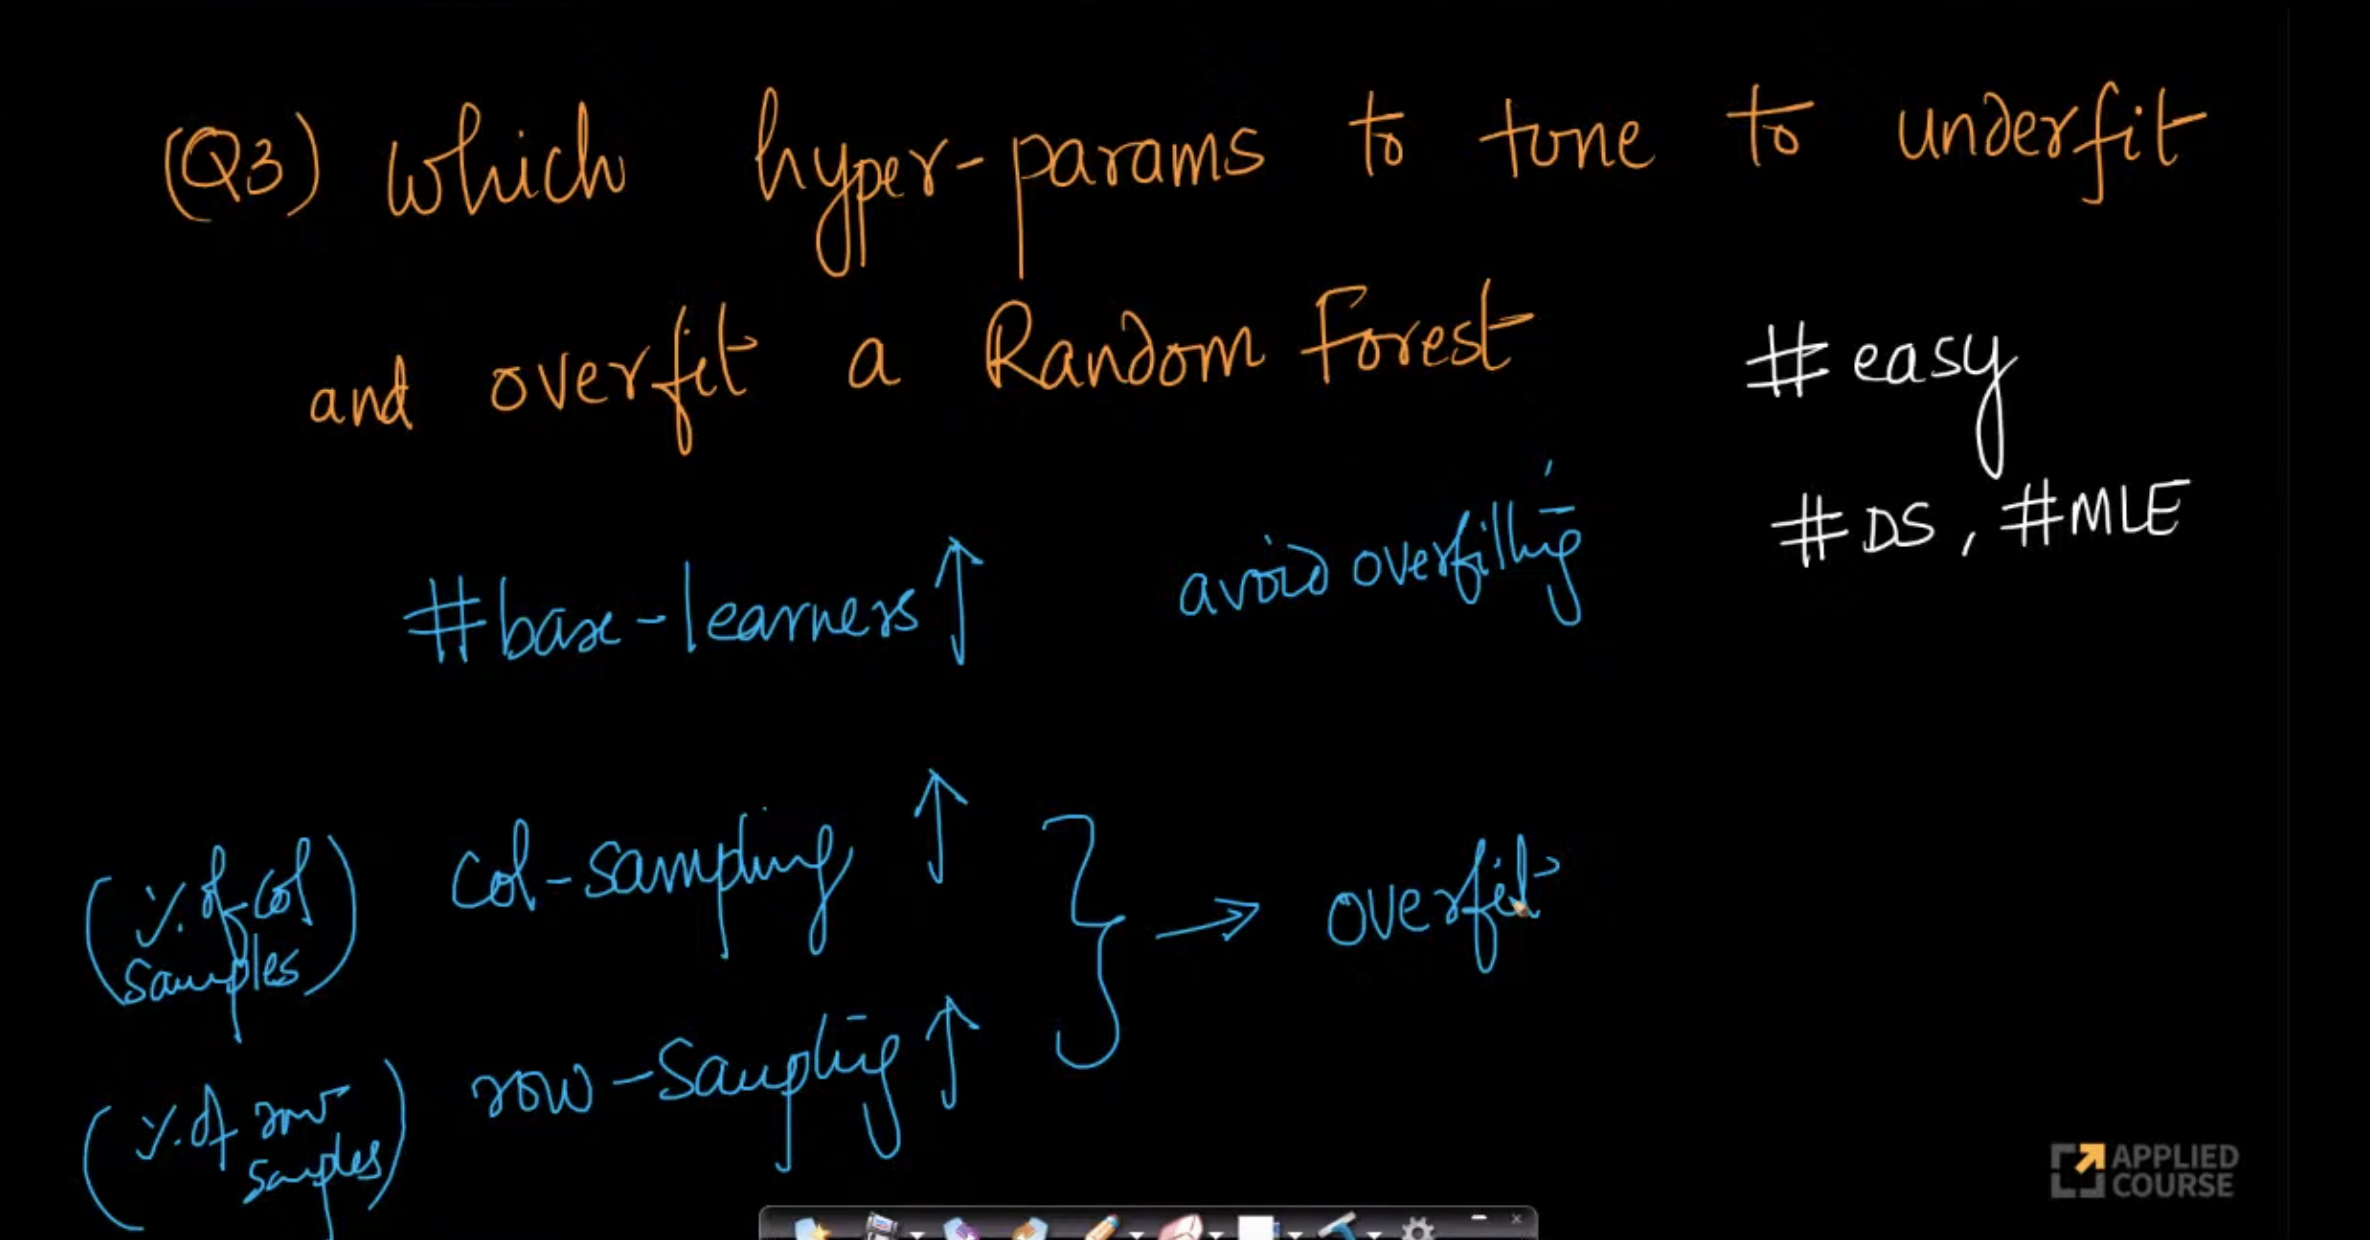 (Q3) Which hyper-params to tune to underfit
and overfit a Random Forest
#easy
#DS, #MLE
#base-learners ↑ avoid overfitting
(% of col samples) col-sampling ↑
→ overfit
(% of row samples) row-sampling ↑
APPLIED
COURSE